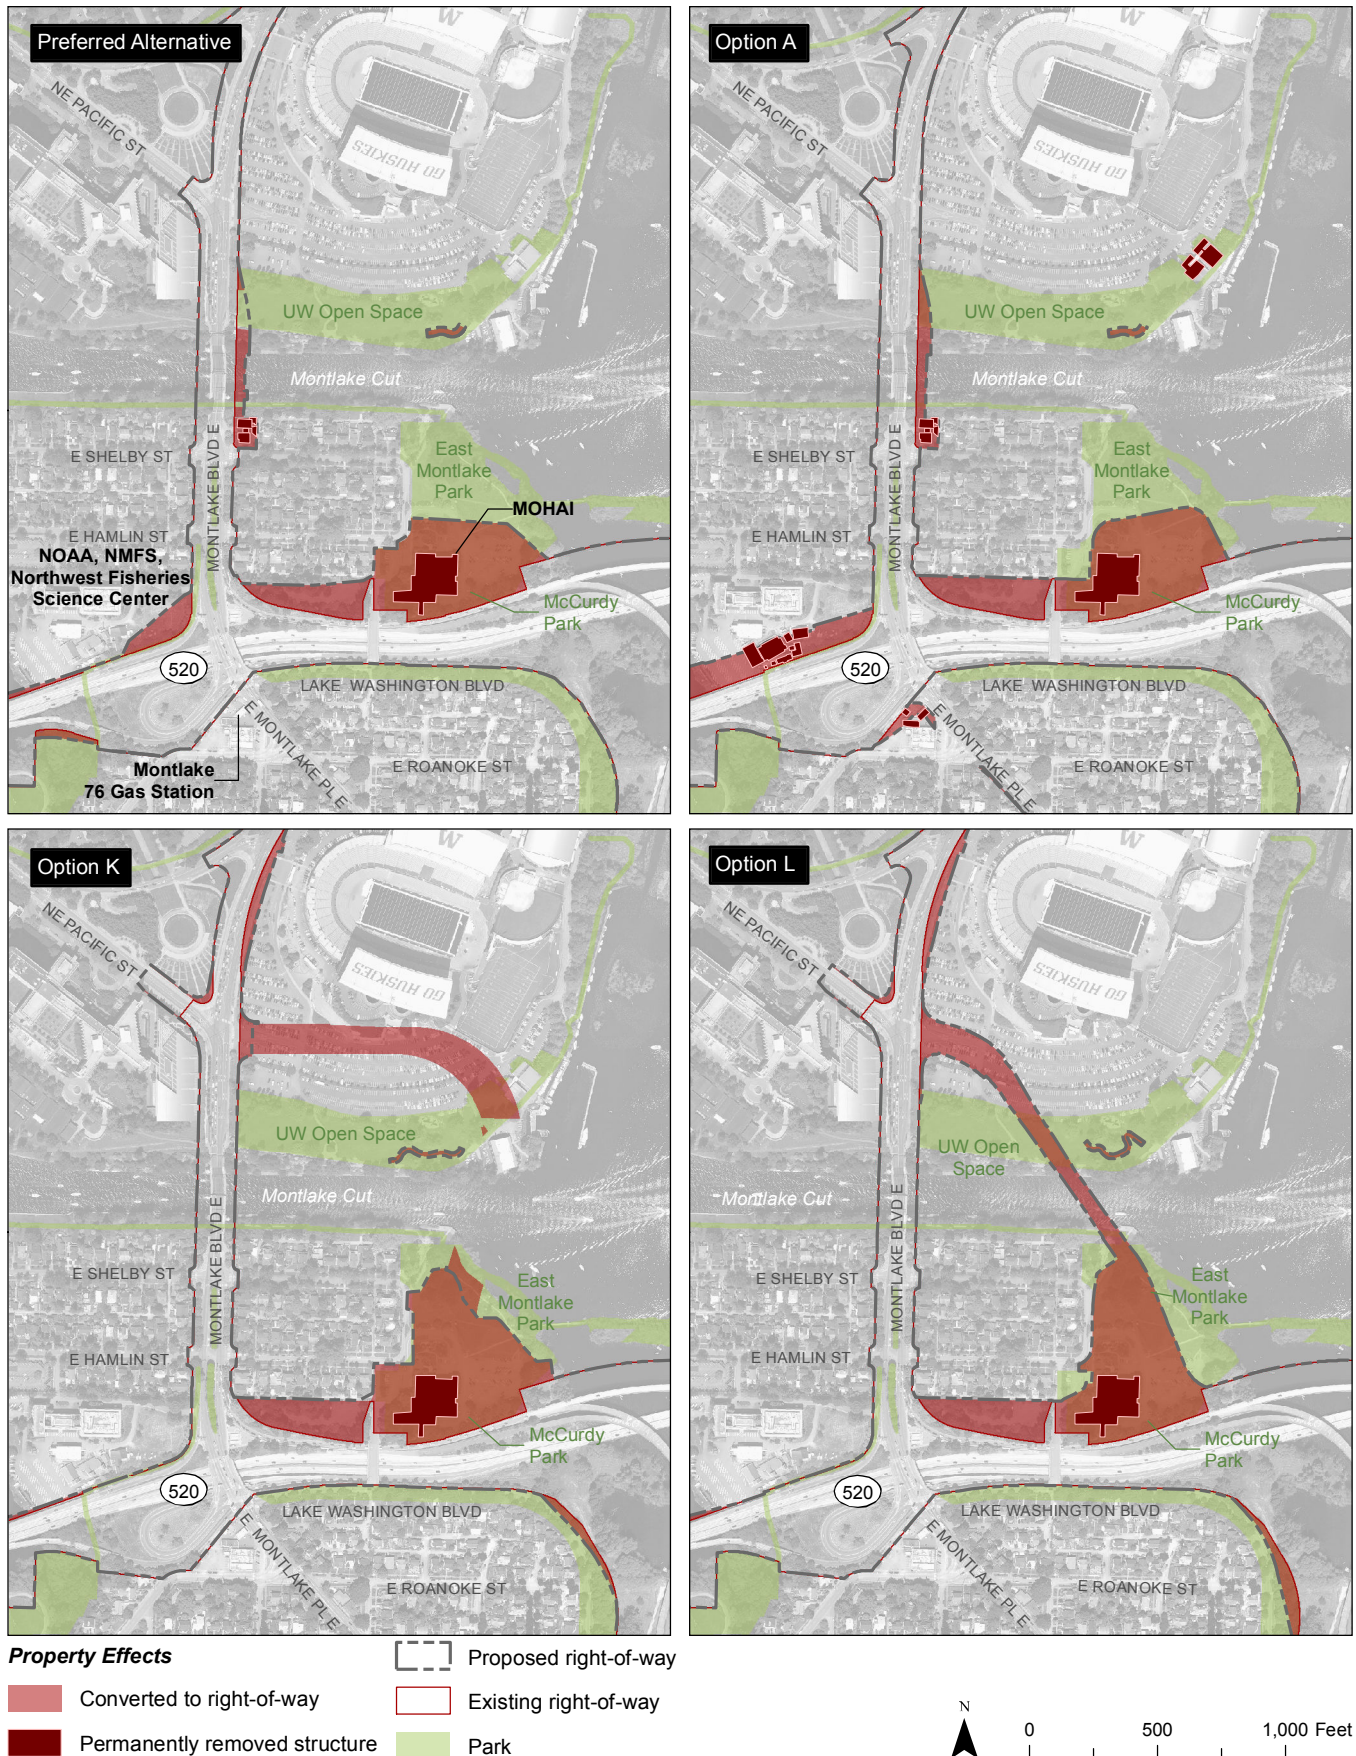 Preferred Alternative
NE PACIFIC ST
W
GO HUSKIES
UW Open Space
Montlake Cut
MONTLAKE BLVD E
E SHELBY ST
East
Montlake
Park
MOHAI
E HAMLIN ST
NOAA, NMFS,
Northwest Fisheries
Science Center
McCurdy
Park
520
LAKE WASHINGTON BLVD
E MONTLAKE PL E
E ROANOKE ST
Montlake
76 Gas Station
Option A
NE PACIFIC ST
W
GO HUSKIES
UW Open Space
Montlake Cut
MONTLAKE BLVD E
E SHELBY ST
East
Montlake
Park
E HAMLIN ST
McCurdy
Park
520
LAKE WASHINGTON BLVD
E MONTLAKE PL E
E ROANOKE ST
Option K
NE PACIFIC ST
W
GO HUSKIES
UW Open Space
Montlake Cut
MONTLAKE BLVD E
E SHELBY ST
East
Montlake
Park
E HAMLIN ST
McCurdy
Park
520
LAKE WASHINGTON BLVD
E MONTLAKE PL E
E ROANOKE ST
Option L
NE PACIFIC ST
W
GO HUSKIES
UW Open
Space
Montlake Cut
MONTLAKE BLVD E
E SHELBY ST
East
Montlake
Park
E HAMLIN ST
McCurdy
Park
520
LAKE WASHINGTON BLVD
E MONTLAKE PL E
E ROANOKE ST
Property Effects
Converted to right-of-way
Permanently removed structure
Proposed right-of-way
Existing right-of-way
Park
N
0 500 1,000 Feet